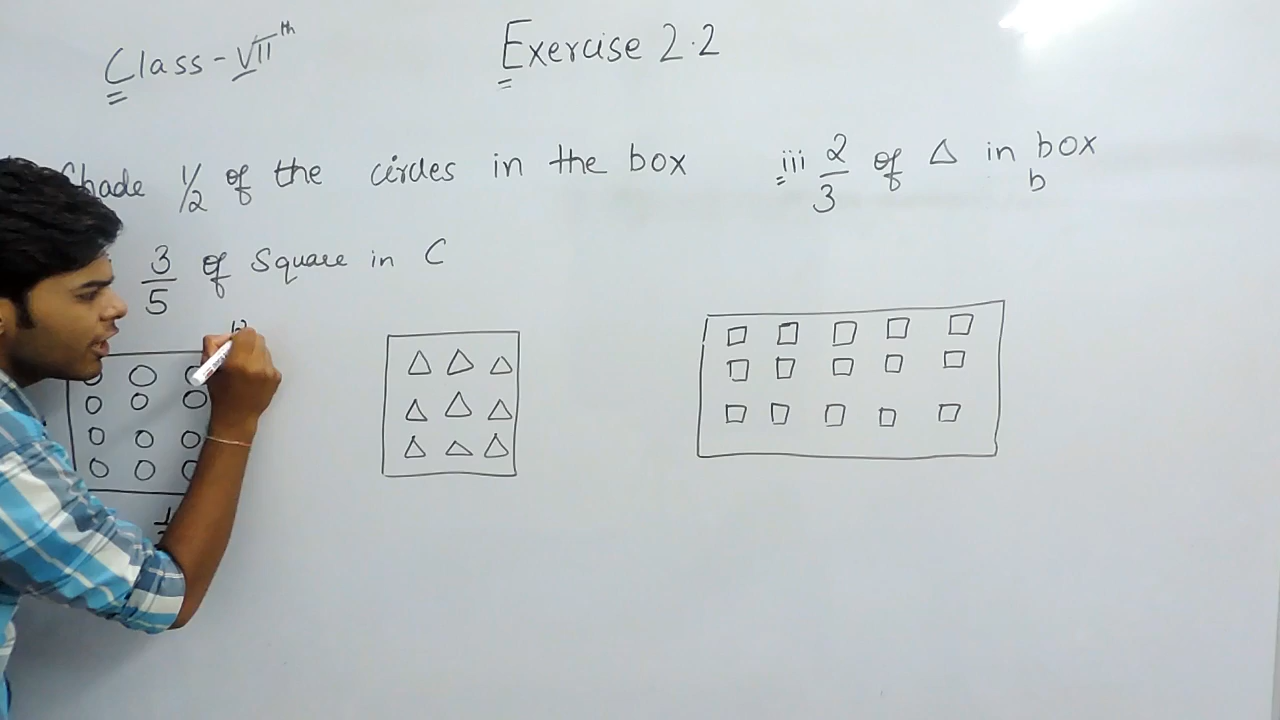 Class - VII th
Exercise 2.2
Shade 1/2 of the circles in the box
iii 2/3 of Δ in box
b
3/5 of Square in C